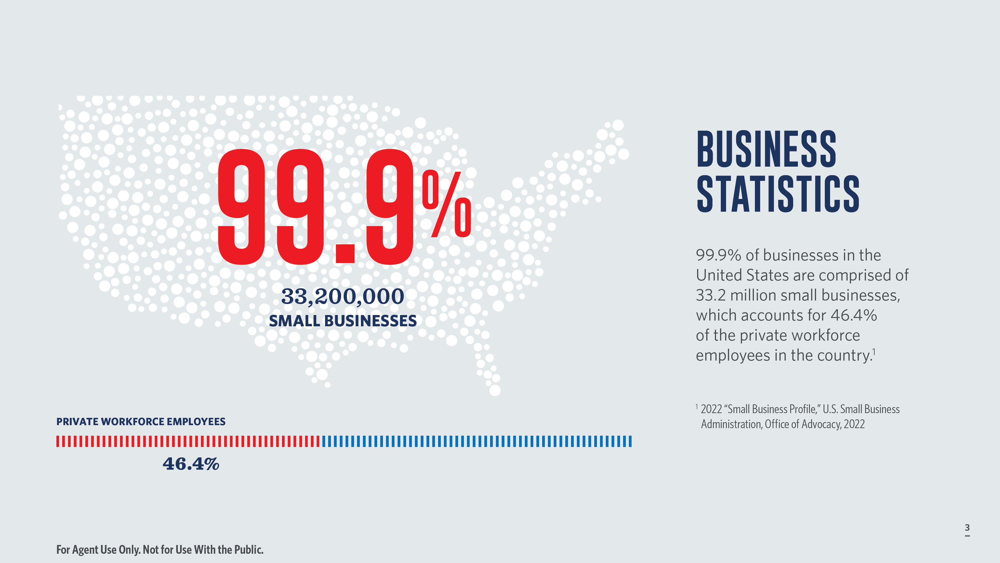 99.9%
33,200,000
SMALL BUSINESSES
PRIVATE WORKFORCE EMPLOYEES
46.4%
BUSINESS
STATISTICS
99.9% of businesses in the
United States are comprised of
33.2 million small businesses,
which accounts for 46.4%
of the private workforce
employees in the country.¹
¹ 2022 “Small Business Profile,” U.S. Small Business
Administration, Office of Advocacy, 2022
For Agent Use Only. Not for Use With the Public.
3